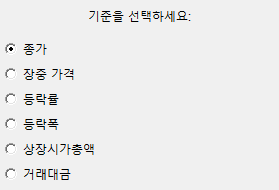 기준을 선택하세요:
종가
장중 가격
등락률
등락폭
상장시가총액
거래대금